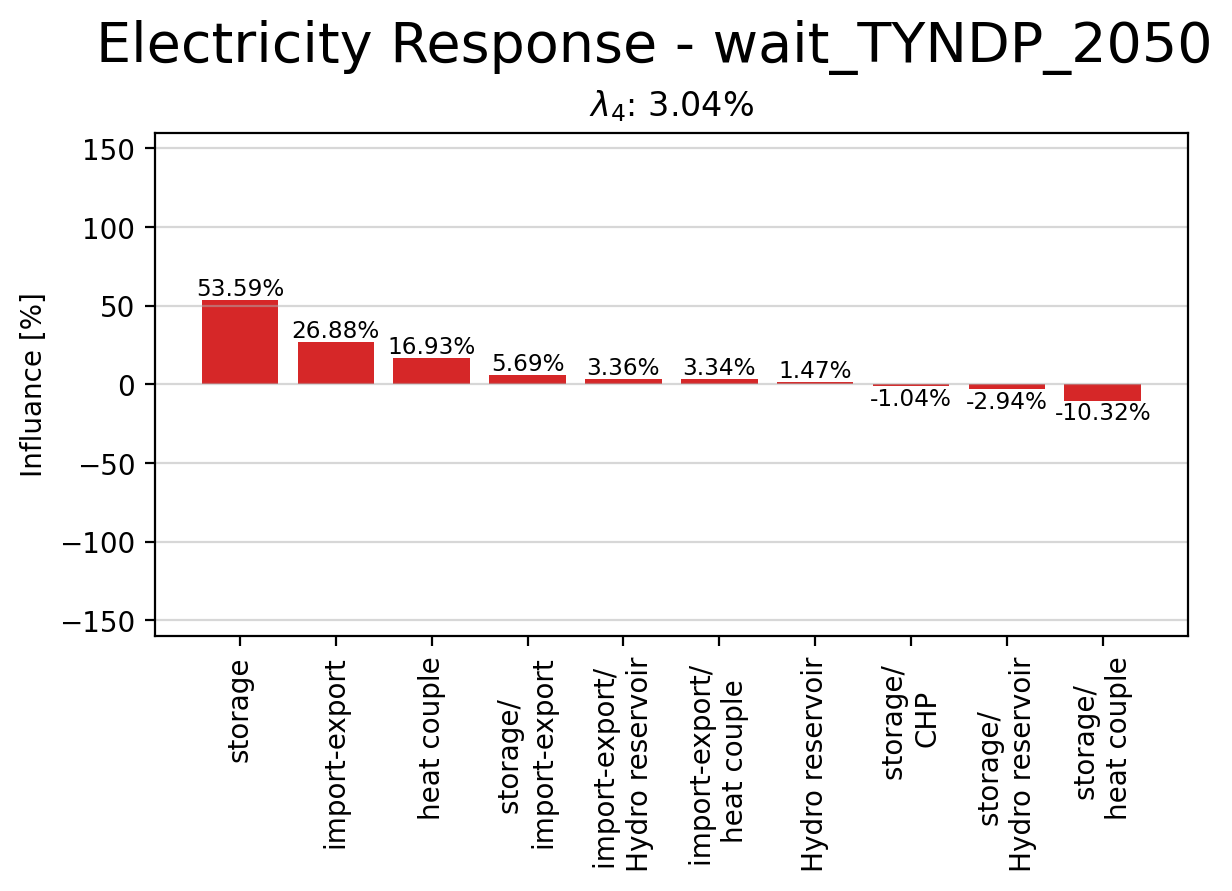 Electricity Response - wait_TYNDP_2050
λ4: 3.04%
Influance [%]
150
100
50
0
−50
−100
−150
53.59%
26.88%
16.93%
5.69%
3.36%
3.34%
1.47%
-1.04%
-2.94%
-10.32%
storage
import-export
heat couple
storage/
import-export
import-export/
Hydro reservoir
import-export/
heat couple
Hydro reservoir
storage/
CHP
storage/
Hydro reservoir
storage/
heat couple